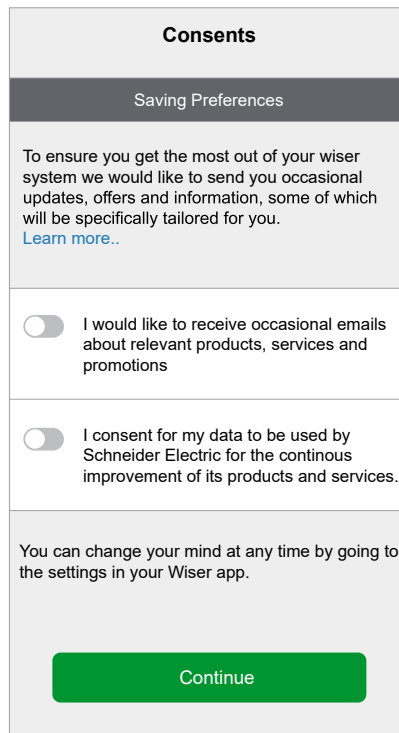 Consents
Saving Preferences
To ensure you get the most out of your wiser
system we would like to send you occasional
updates, offers and information, some of which
will be specifically tailored for you.
Learn more..
I would like to receive occasional emails
about relevant products, services and
promotions
I consent for my data to be used by
Schneider Electric for the continous
improvement of its products and services.
You can change your mind at any time by going to
the settings in your Wiser app.
Continue